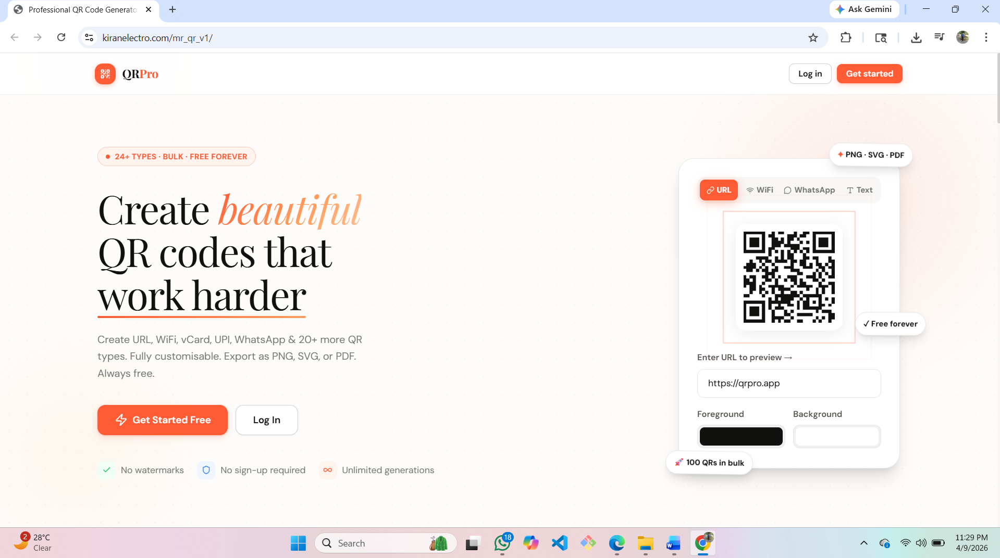 Professional QR Code Generato
Ask Gemini
kiranelectro.com/mr_qr_v1/
QRPro
Log in
Get started
24+ TYPES · BULK · FREE FOREVER
Create beautiful
QR codes that
work harder
Create URL, WiFi, vCard, UPI, WhatsApp & 20+ more QR
types. Fully customisable. Export as PNG, SVG, or PDF.
Always free.
Get Started Free
Log In
No watermarks
No sign-up required
Unlimited generations
✦ PNG · SVG · PDF
URL
WiFi
WhatsApp
Text
✓ Free forever
Enter URL to preview →
https://qrpro.app
Foreground
Background
🚀 100 QRs in bulk
2
28°C
Clear
Search
18
11:29 PM
4/9/2026